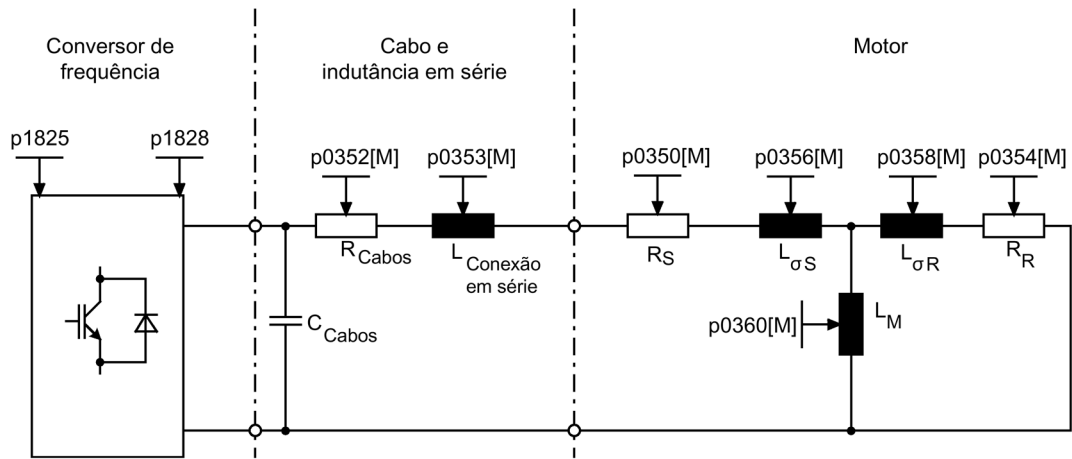 Conversor de
frequência
Cabo e
indutância em série
Motor
p1825
p1828
p0352[M]
p0353[M]
p0350[M]
p0356[M]
p0358[M]
p0354[M]
RCabos
LConexão
em série
RS
LσS
LσR
RR
CCabos
p0360[M]
LM